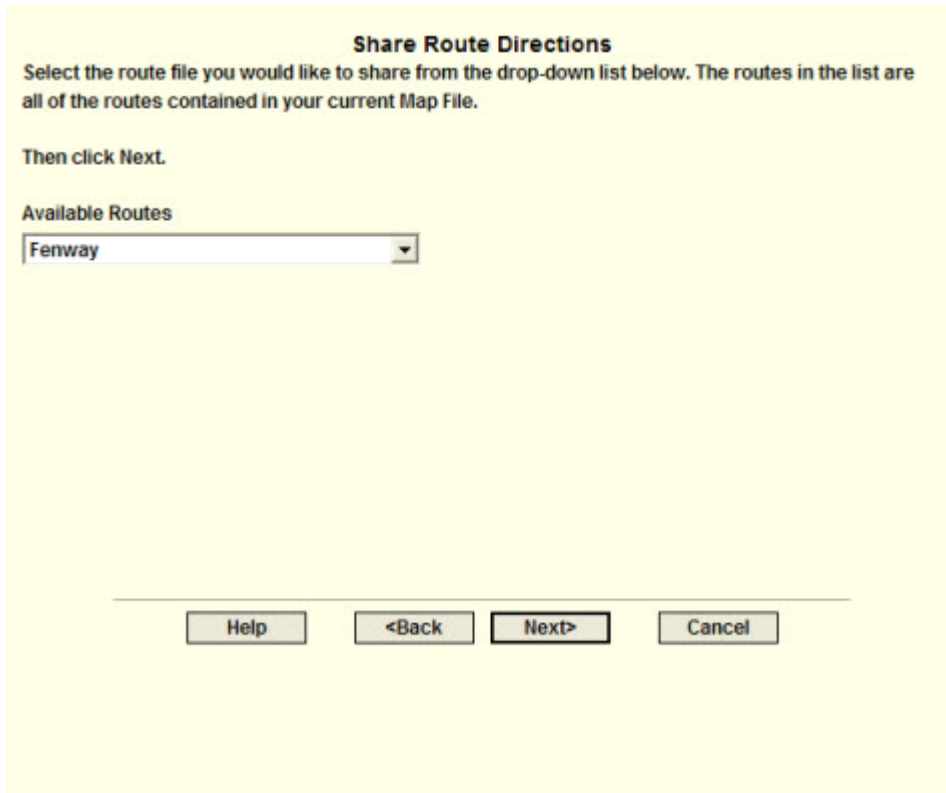 Share Route Directions
Select the route file you would like to share from the drop-down list below. The routes in the list are
all of the routes contained in your current Map File.
Then click Next.
Available Routes
Fenway
Help
<Back
Next>
Cancel